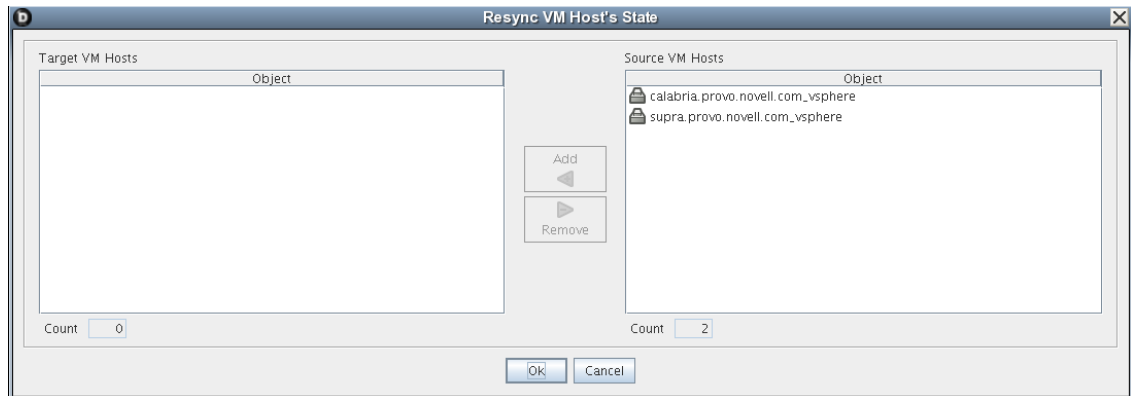 Resync VM Host's State
Target VM Hosts
Object
Count 0
Add
Remove
Source VM Hosts
Object
calabria.provo.novell.com_vsphere
supra.provo.novell.com_vsphere
Count 2
Ok Cancel